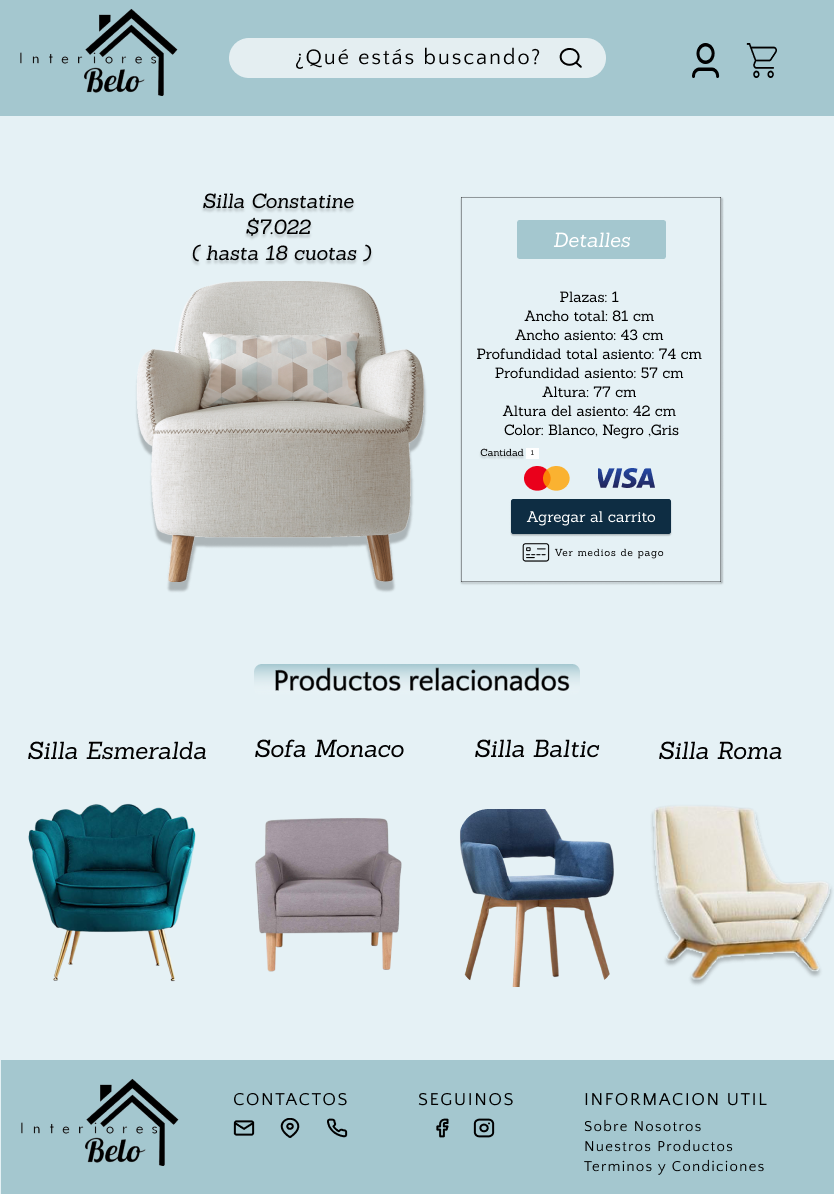 Interiores
Belo
¿Qué estás buscando?
Silla Constatine
$7.022
( hasta 18 cuotas )
Detalles
Plazas: 1
Ancho total: 81 cm
Ancho asiento: 43 cm
Profundidad total asiento: 74 cm
Profundidad asiento: 57 cm
Altura: 77 cm
Altura del asiento: 42 cm
Color: Blanco, Negro ,Gris
Cantidad 1
VISA
Agregar al carrito
Ver medios de pago
Productos relacionados
Silla Esmeralda
Sofa Monaco
Silla Baltic
Silla Roma
Interiores
Belo
CONTACTOS
SEGUINOS
INFORMACION UTIL
Sobre Nosotros
Nuestros Productos
Terminos y Condiciones